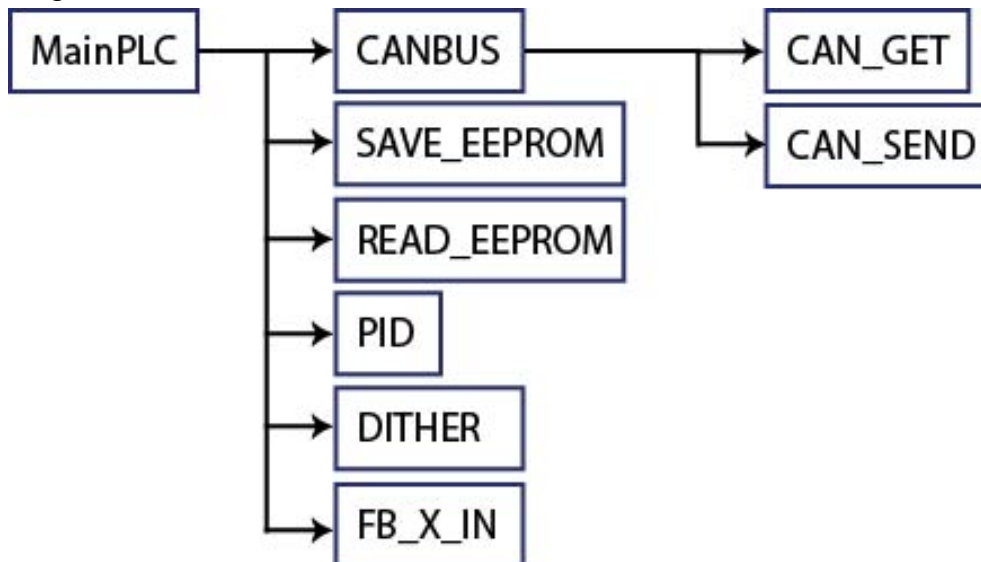 MainPLC
CANBUS
CAN_GET
SAVE_EEPROM
CAN_SEND
READ_EEPROM
PID
DITHER
FB_X_IN